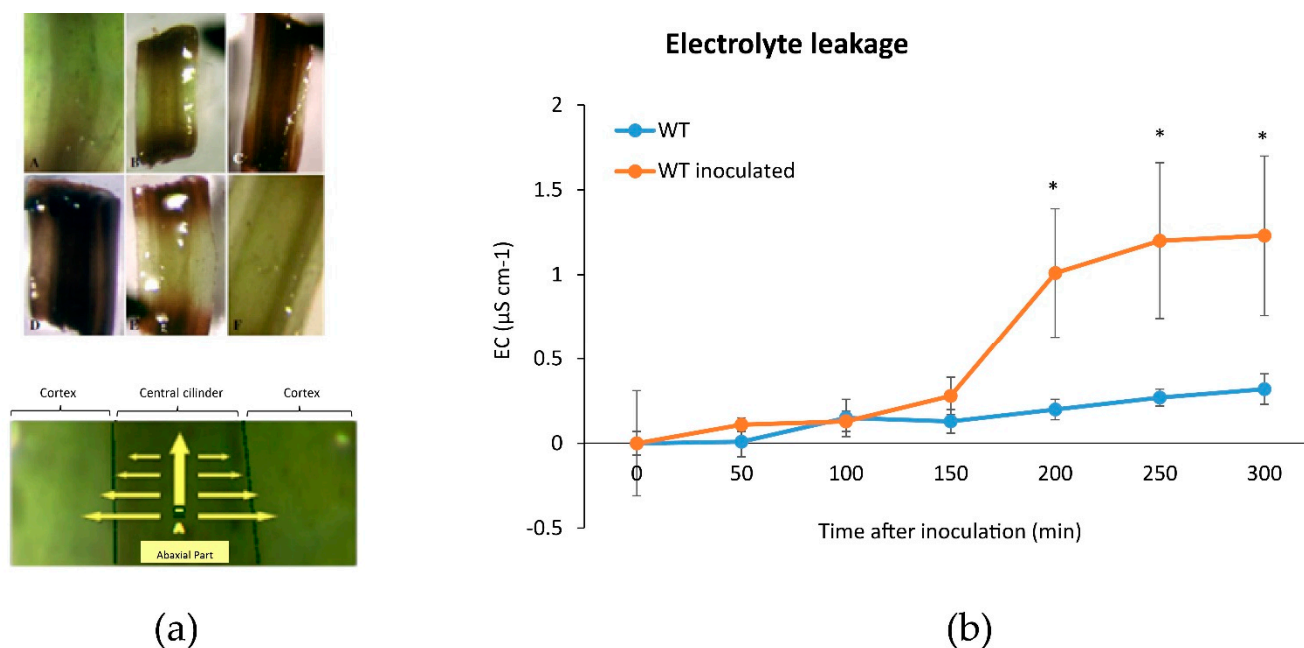 A
B
C
D
E
F
Cortex
Central cylinder
Cortex
Abaxial Part
(a)
Electrolyte leakage
WT
WT inoculated
2
1.5
1
0.5
0
-0.5
EC (µS cm-1)
*
*
*
0 50 100 150 200 250 300
Time after inoculation (min)
(b)